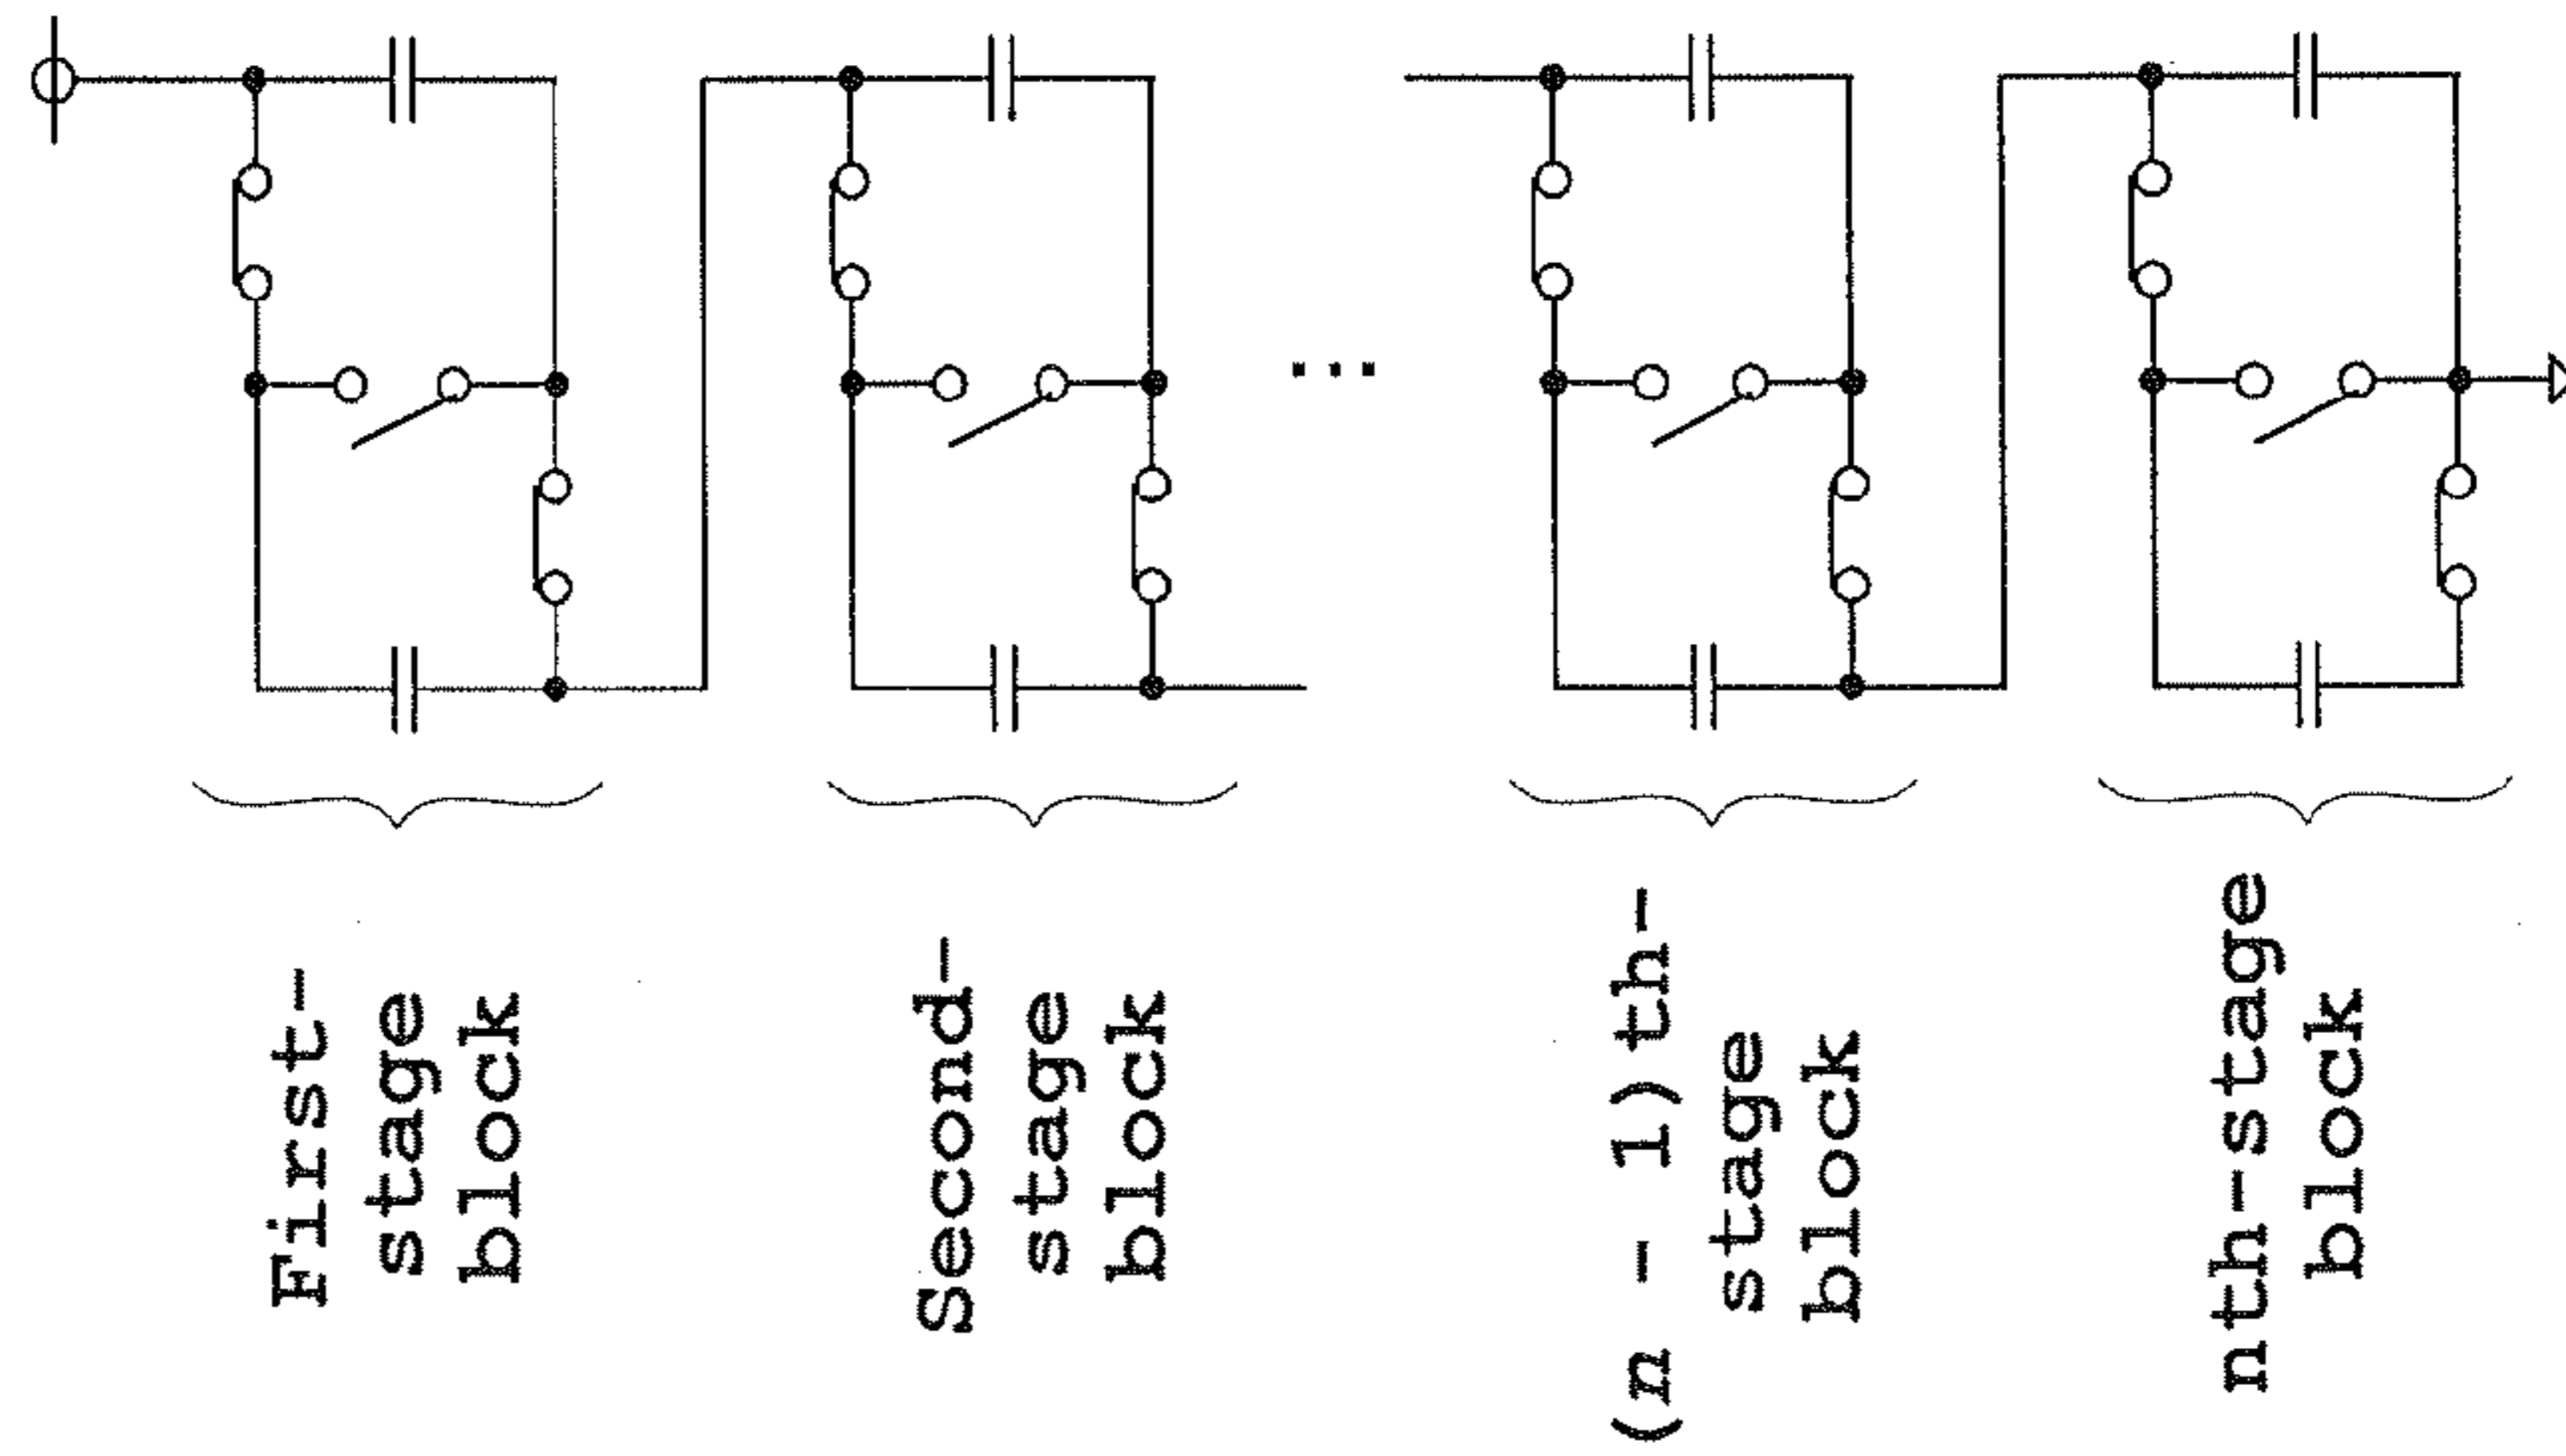 First-
stage
block
Second-
stage
block
(n - 1)th-
stage
block
nth-stage
block